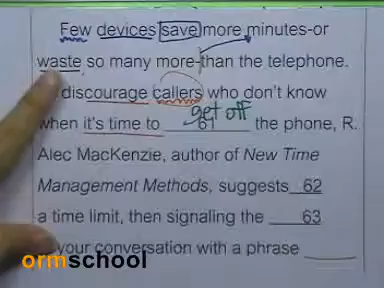 Few devices save more minutes-or
waste so many more-than the telephone.
discourage callers who don't know
get off
when it's time to 61 the phone, R.
Alec MacKenzie, author of New Time
Management Methods, suggests 62
a time limit, then signaling the 63
your conversation with a phrase
ormschool